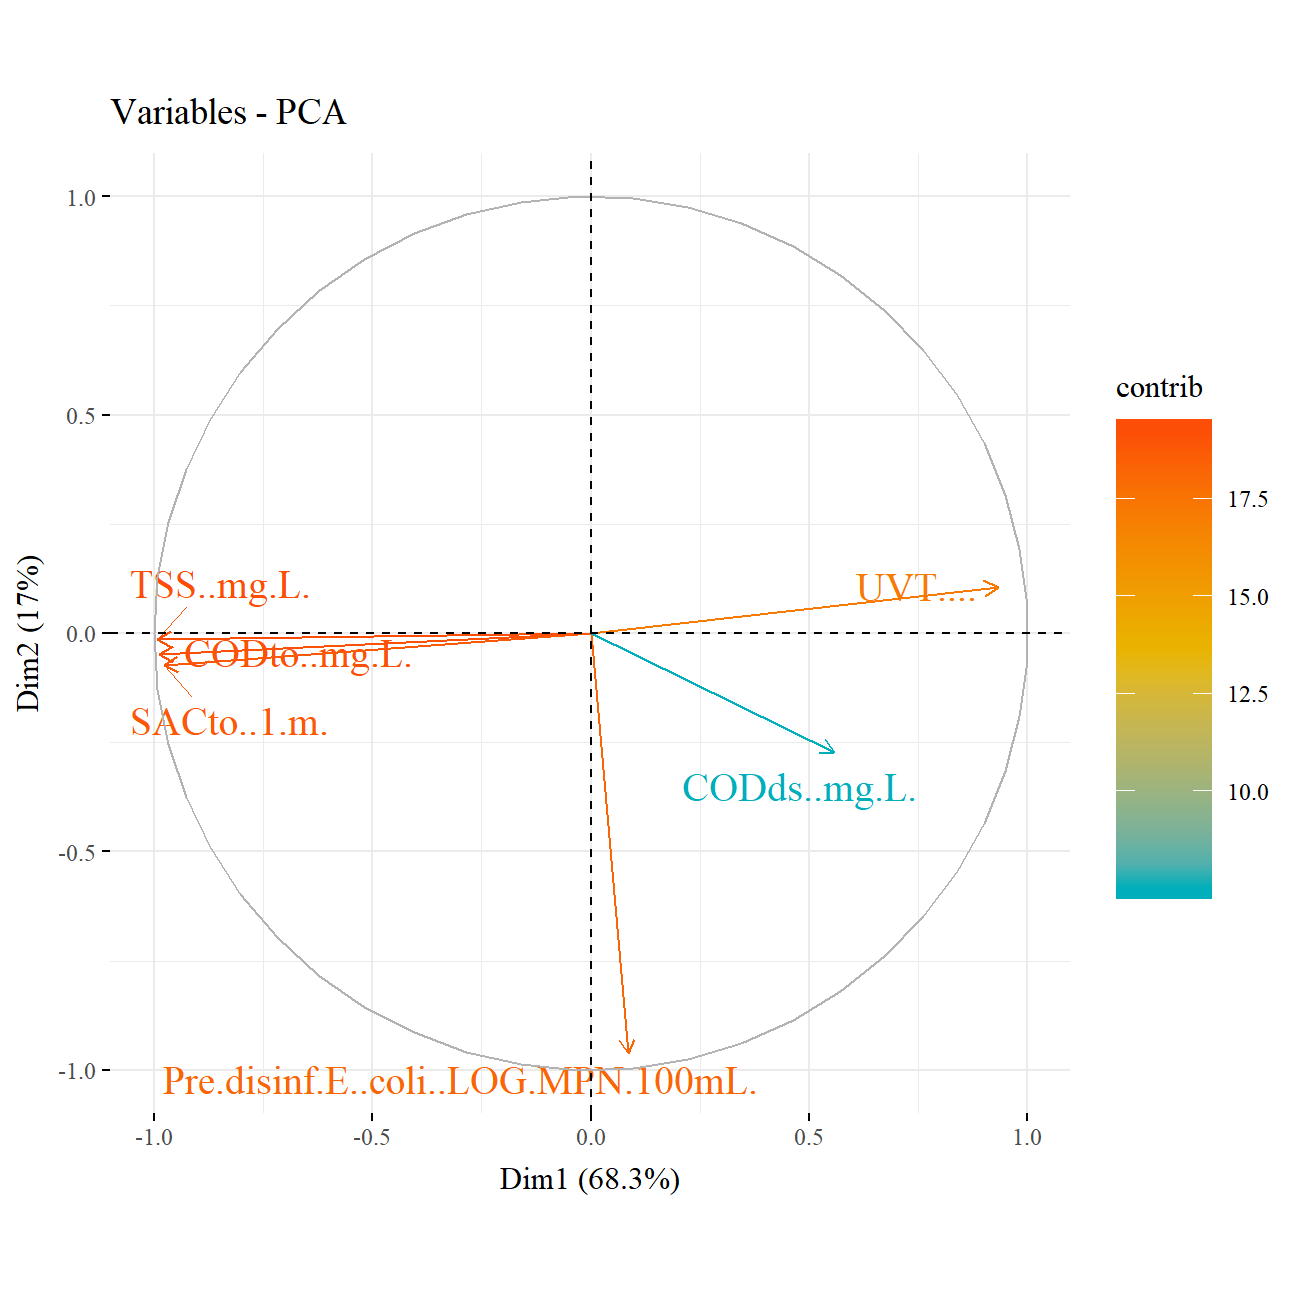 Variables - PCA
1.0
0.5
0.0
-0.5
-1.0
Dim2 (17%)
TSS..mg.L.
CODto..mg.L.
SACto..1.m.
UVT....
CODds..mg.L.
Pre.disinf.E..coli..LOG.MPN.100mL.
-1.0
-0.5
0.0
0.5
1.0
Dim1 (68.3%)
contrib
17.5
15.0
12.5
10.0